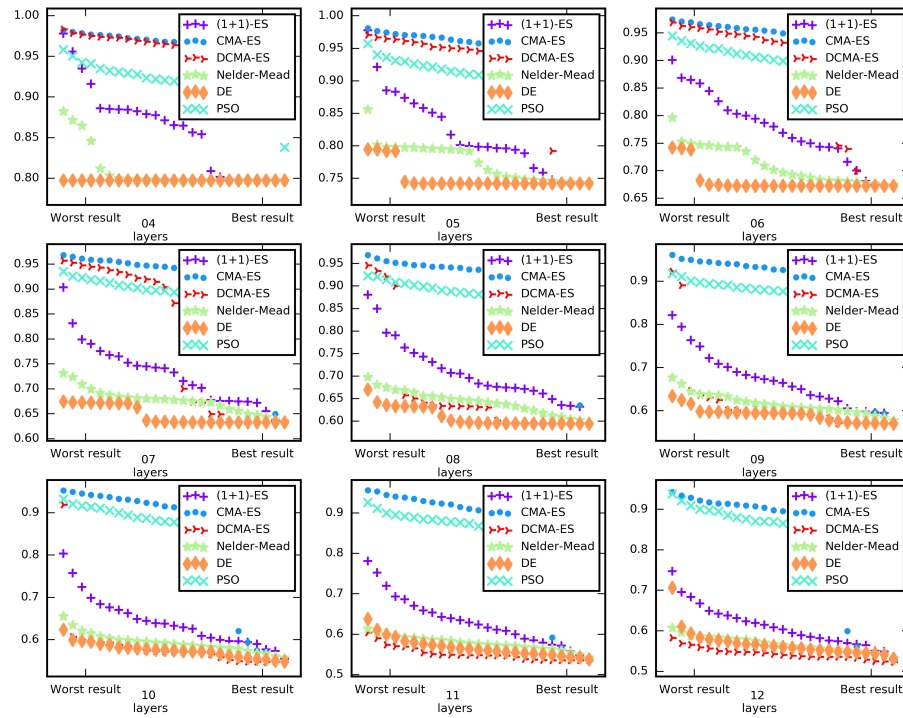 1.00
0.95
0.90
0.85
0.80
(1+1)-ES
CMA-ES
DCMA-ES
Nelder-Mead
DE
PSO
Worst result
Best result
04
layers
1.00
0.95
0.90
0.85
0.80
0.75
(1+1)-ES
CMA-ES
DCMA-ES
Nelder-Mead
DE
PSO
Worst result
Best result
05
layers
0.95
0.90
0.85
0.80
0.75
0.70
0.65
(1+1)-ES
CMA-ES
DCMA-ES
Nelder-Mead
DE
PSO
Worst result
Best result
06
layers
0.95
0.90
0.85
0.80
0.75
0.70
0.65
0.60
(1+1)-ES
CMA-ES
DCMA-ES
Nelder-Mead
DE
PSO
Worst result
Best result
07
layers
0.95
0.90
0.85
0.80
0.75
0.70
0.65
0.60
(1+1)-ES
CMA-ES
DCMA-ES
Nelder-Mead
DE
PSO
Worst result
Best result
08
layers
0.9
0.8
0.7
0.6
(1+1)-ES
CMA-ES
DCMA-ES
Nelder-Mead
DE
PSO
Worst result
Best result
09
layers
0.9
0.8
0.7
0.6
(1+1)-ES
CMA-ES
DCMA-ES
Nelder-Mead
DE
PSO
Worst result
Best result
10
layers
0.9
0.8
0.7
0.6
0.5
(1+1)-ES
CMA-ES
DCMA-ES
Nelder-Mead
DE
PSO
Worst result
Best result
11
layers
0.9
0.8
0.7
0.6
0.5
(1+1)-ES
CMA-ES
DCMA-ES
Nelder-Mead
DE
PSO
Worst result
Best result
12
layers